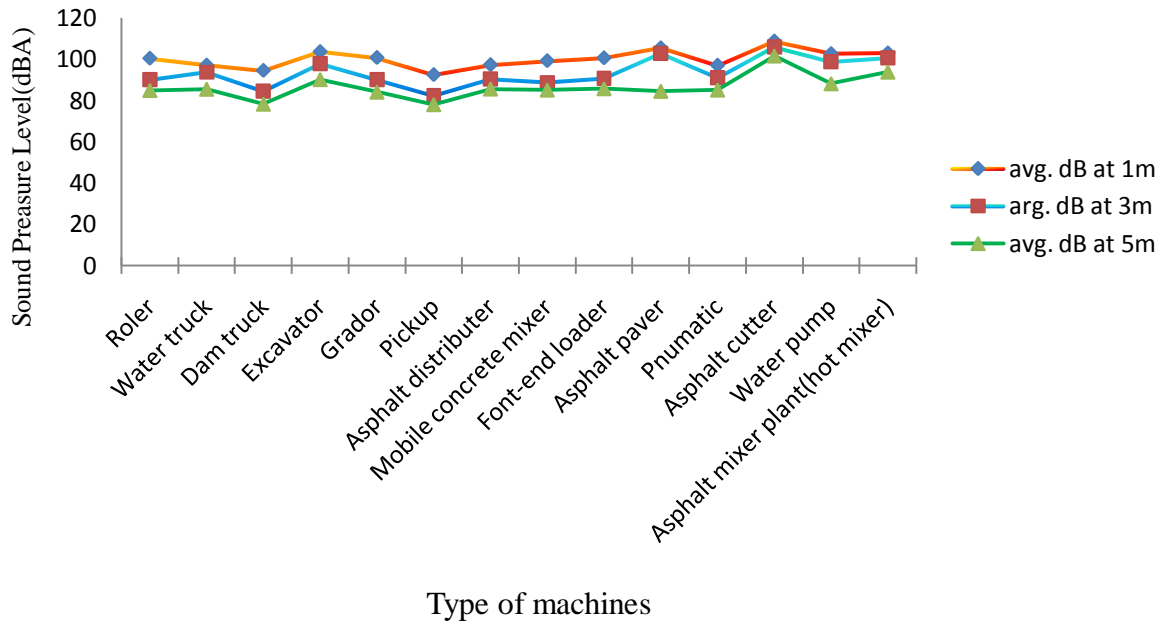 Sound Preasure Level((dBA)
120
100
80
60
40
20
0
Roler
Water truck
Dam truck
Excavator
Grador
Pickup
Asphalt distributer
Mobile concrete mixer
Font-end loader
Asphalt paver
Pnumatic
Asphalt cutter
Water pump
Asphalt mixer plant(hot mixer)
avg. dB at 1m
arg. dB at 3m
avg. dB at 5m
Type of machines